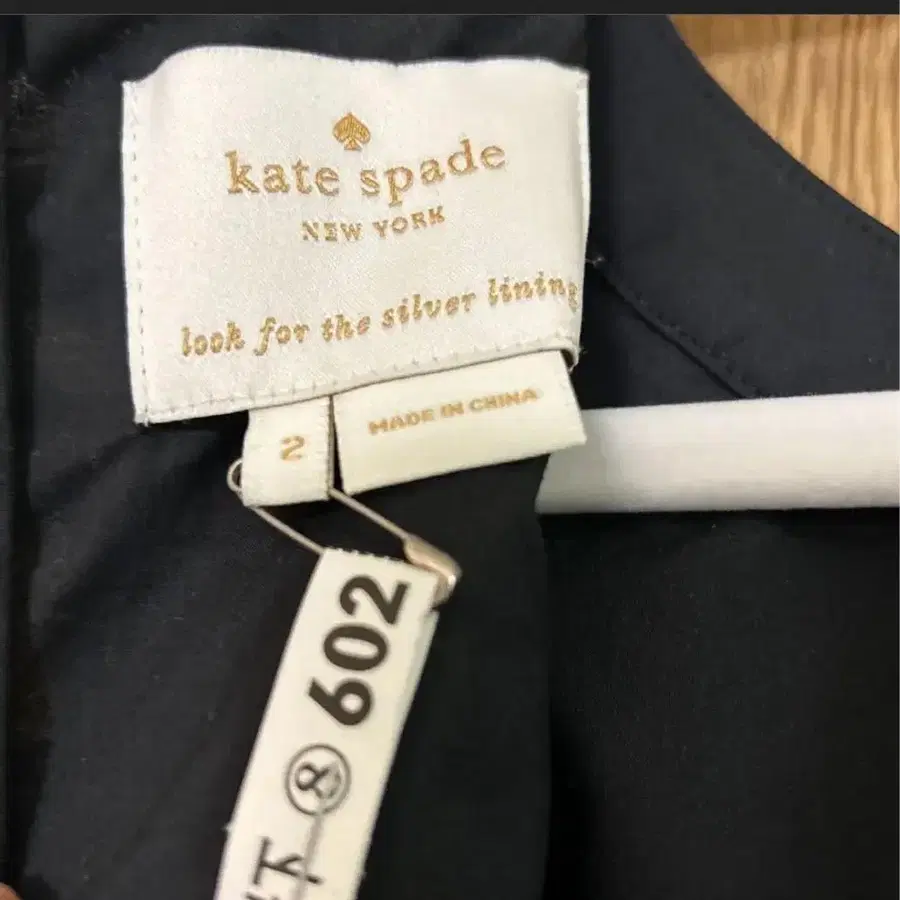 kate spade
NEW YORK
look for the silver lining
2
MADE IN CHINA
602